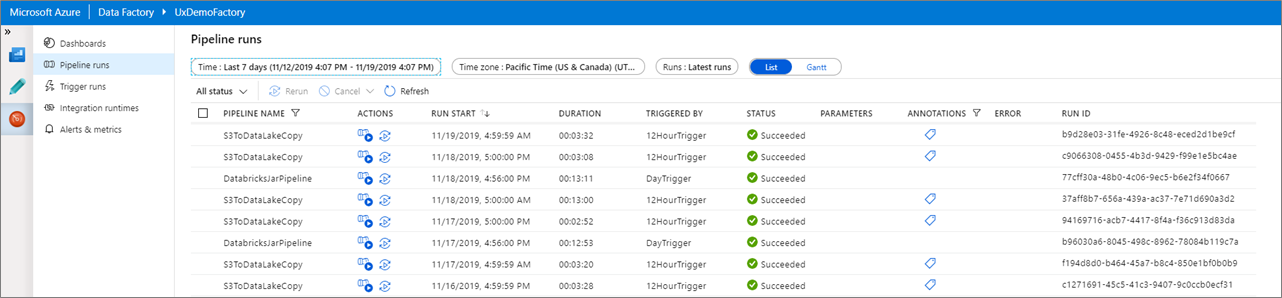 Microsoft Azure Data Factory UxDemoFactory
»
Dashboards
Pipeline runs
Trigger runs
Integration runtimes
Alerts & metrics
Pipeline runs
Time : Last 7 days (11/12/2019 4:07 PM - 11/19/2019 4:07 PM) Time zone : Pacific Time (US & Canada) (UT... Runs : Latest runs List Gantt
All status Rerun Cancel Refresh
PIPELINE NAME ACTIONS RUN START DURATION TRIGGERED BY STATUS PARAMETERS ANNOTATIONS ERROR RUN ID
S3ToDataLakeCopy 11/19/2019, 4:59:59 AM 00:03:32 12HourTrigger Succeeded b9d28e03-31fe-4926-8c48-eced2d1be9cf
S3ToDataLakeCopy 11/18/2019, 5:00:00 PM 00:03:08 12HourTrigger Succeeded c9066308-0455-4b3d-9429-f99e1e5bc4ae
DatabricksJarPipeline 11/18/2019, 4:56:00 PM 00:13:11 DayTrigger Succeeded 77cff30a-48b0-4c06-9ec5-b6e2f34f0667
S3ToDataLakeCopy 11/18/2019, 5:00:00 AM 00:13:00 12HourTrigger Succeeded 37aff8b7-656a-439a-ac37-7e71d690a3d2
S3ToDataLakeCopy 11/17/2019, 5:00:00 PM 00:02:52 12HourTrigger Succeeded 94169716-acb7-4417-8f4a-f36c913d83da
DatabricksJarPipeline 11/17/2019, 4:56:00 PM 00:12:53 DayTrigger Succeeded b96030a6-8045-498c-8962-78084b119c7a
S3ToDataLakeCopy 11/17/2019, 4:59:59 AM 00:03:20 12HourTrigger Succeeded f194d8d0-b464-45a7-b8c4-850e1bf0b0b9
S3ToDataLakeCopy 11/16/2019, 4:59:59 PM 00:03:28 12HourTrigger Succeeded c1271691-45c5-41c3-9407-9c0ccb0ecf31